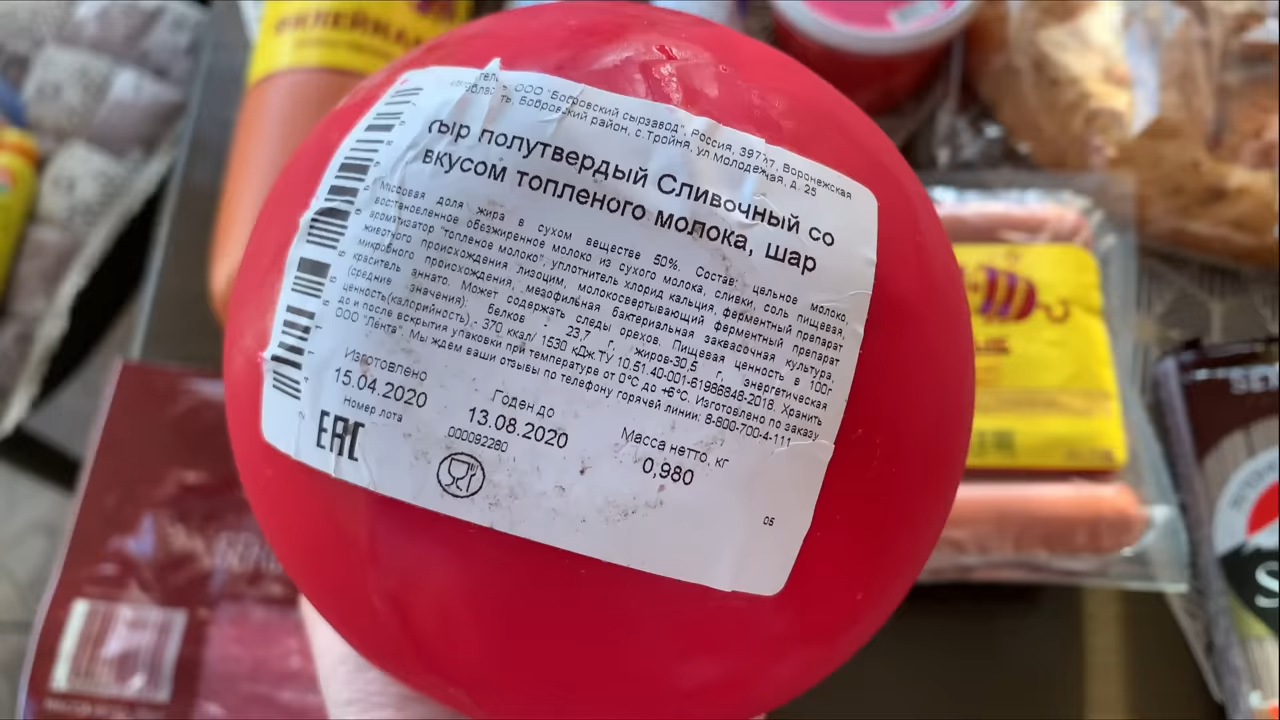 ФИЛЕЙНАЯ
ООО "Бобровский сырзавод", Россия, 39777, Воронежская
Бобровский район, с. Тройня, ул.Молодежная, д. 25
сыр полутвердый Сливочный со
вкусом топленого молока, шар
Массовая доля жира в сухом веществе 50%. Состав: цельное молоко,
восстановленное обезжиренное молоко из сухого молока, сливки, соль пищевая,
ароматизатор "топленое молоко", уплотнитель хлорид кальция, ферментный препарат
животного происхождения лизоцим, молокосвертывающий ферментный препарат
микробного происхождения, мезофильная бактериальная заквасочная культура,
краситель аннато. Может содержать следы орехов. Пищевая ценность в 100г
(средние значения): белков - 23,7 г, жиров-30,5 г, энергетическая
ценность(калорийность) - 370 ккал/ 1530 кДж.ТУ 10.51.40-001-61986848-2018. Хранить
до и после вскрытия упаковки при температуре от 0°С до +6°С. Изготовлено по заказу
ООО "Лента". Мы ждем ваши отзывы по телефону горячей линии: 8-800-700-4-111
Изготовлено
15.04.2020
Годен до
13.08.2020
Масса нетто, кг
0,980
Номер лота
000092280
EAC
05